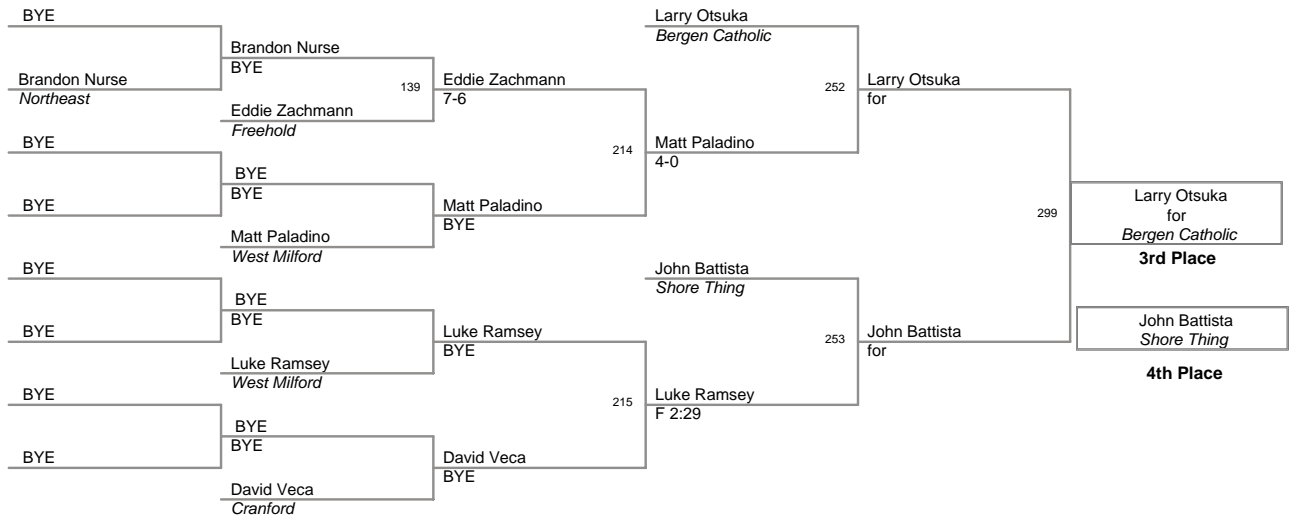 BYE
Brandon Nurse
Northeast
BYE
BYE
BYE
BYE
BYE
BYE
Brandon Nurse
BYE
139
Eddie Zachmann
Freehold
BYE
BYE
Matt Paladino
West Milford
BYE
BYE
Luke Ramsey
West Milford
BYE
BYE
David Veca
Cranford
Eddie Zachmann
7-6
214
Matt Paladino
BYE
Luke Ramsey
BYE
215
David Veca
BYE
Larry Otsuka
Bergen Catholic
252
Matt Paladino
4-0
John Battista
Shore Thing
253
Luke Ramsey
F 2:29
Larry Otsuka
for
299
John Battista
for
Larry Otsuka
for
Bergen Catholic
3rd Place
John Battista
Shore Thing
4th Place